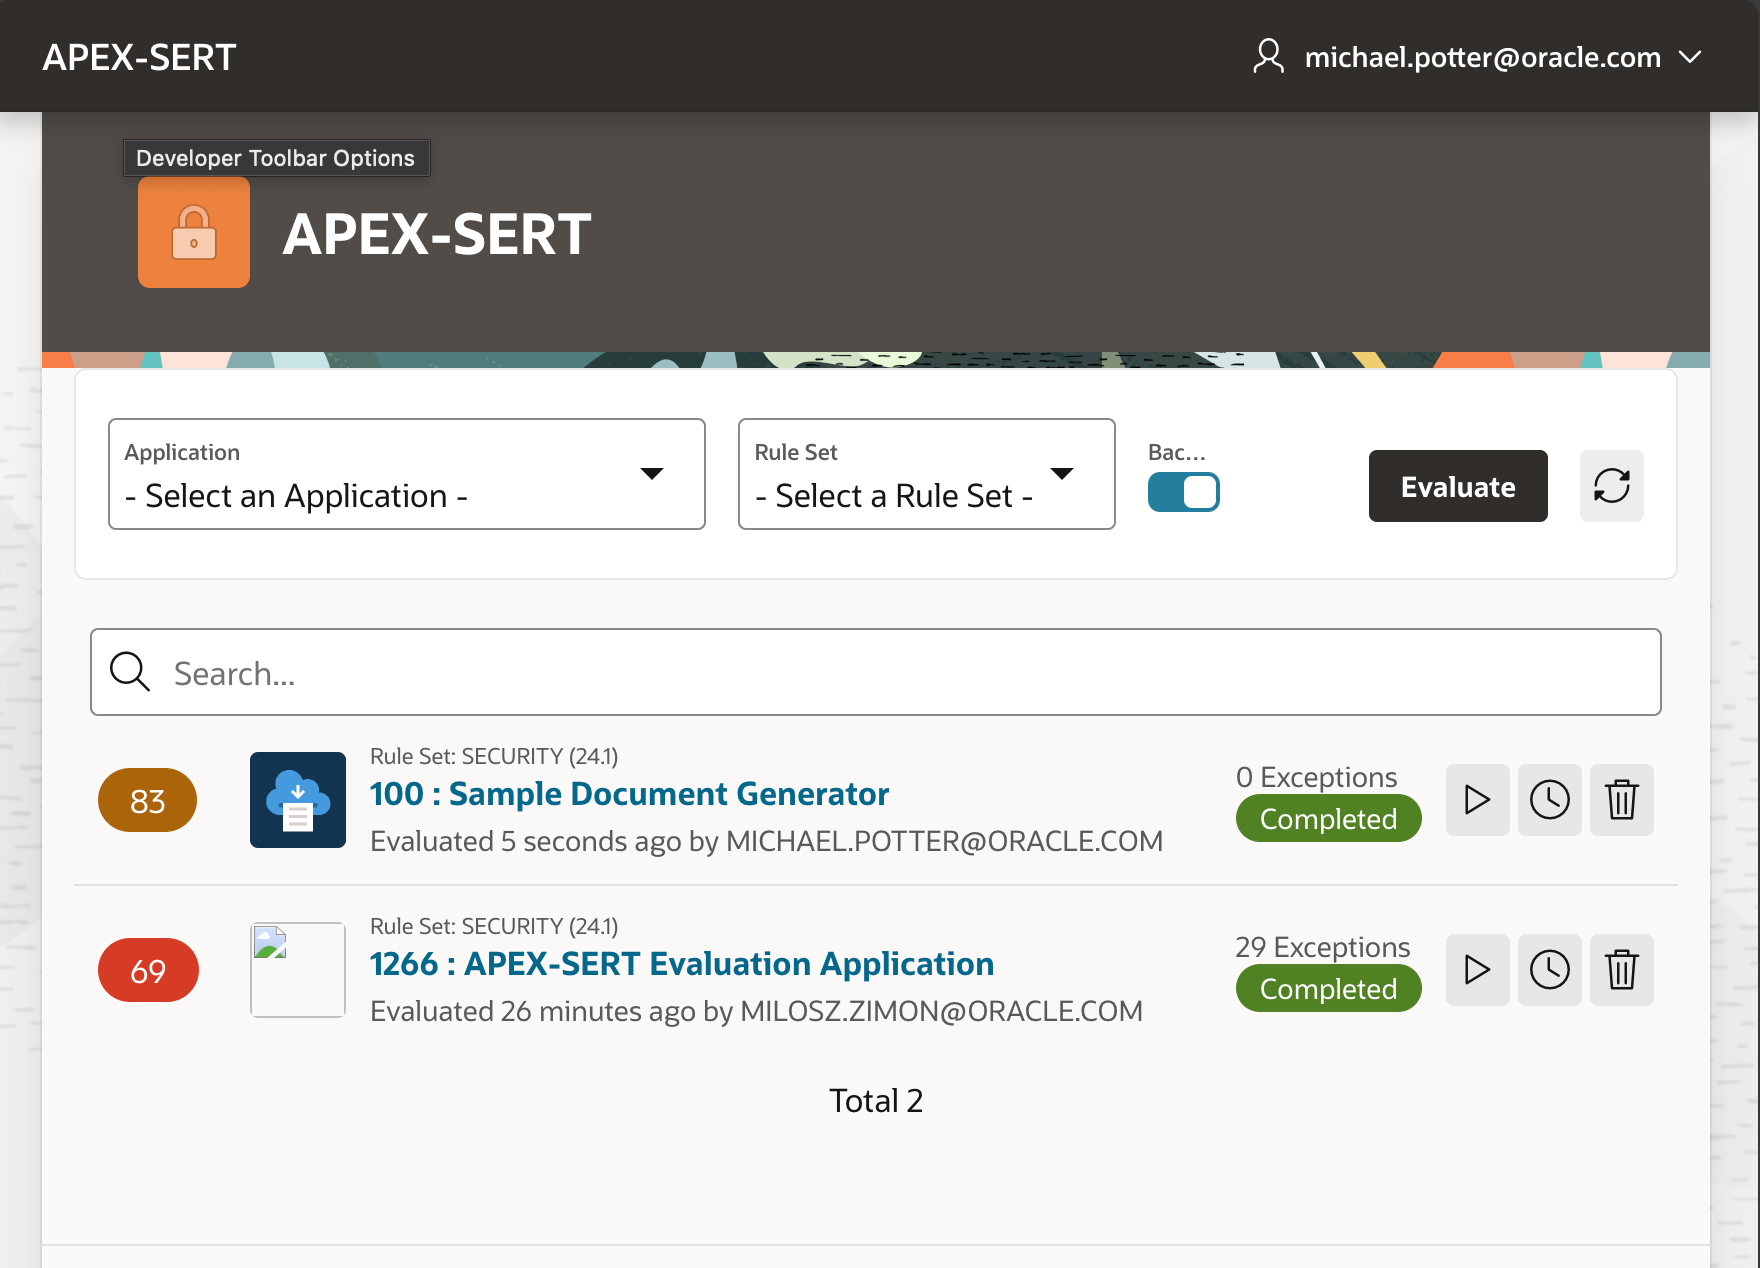 APEX-SERT
michael.potter@oracle.com
Developer Toolbar Options
APEX-SERT
Application
- Select an Application -
Rule Set
- Select a Rule Set -
Bac...
Evaluate
Search...
83
Rule Set: SECURITY (24.1)
100 : Sample Document Generator
Evaluated 5 seconds ago by MICHAEL.POTTER@ORACLE.COM
0 Exceptions
Completed
69
Rule Set: SECURITY (24.1)
1266 : APEX-SERT Evaluation Application
Evaluated 26 minutes ago by MILOSZ.ZIMON@ORACLE.COM
29 Exceptions
Completed
Total 2